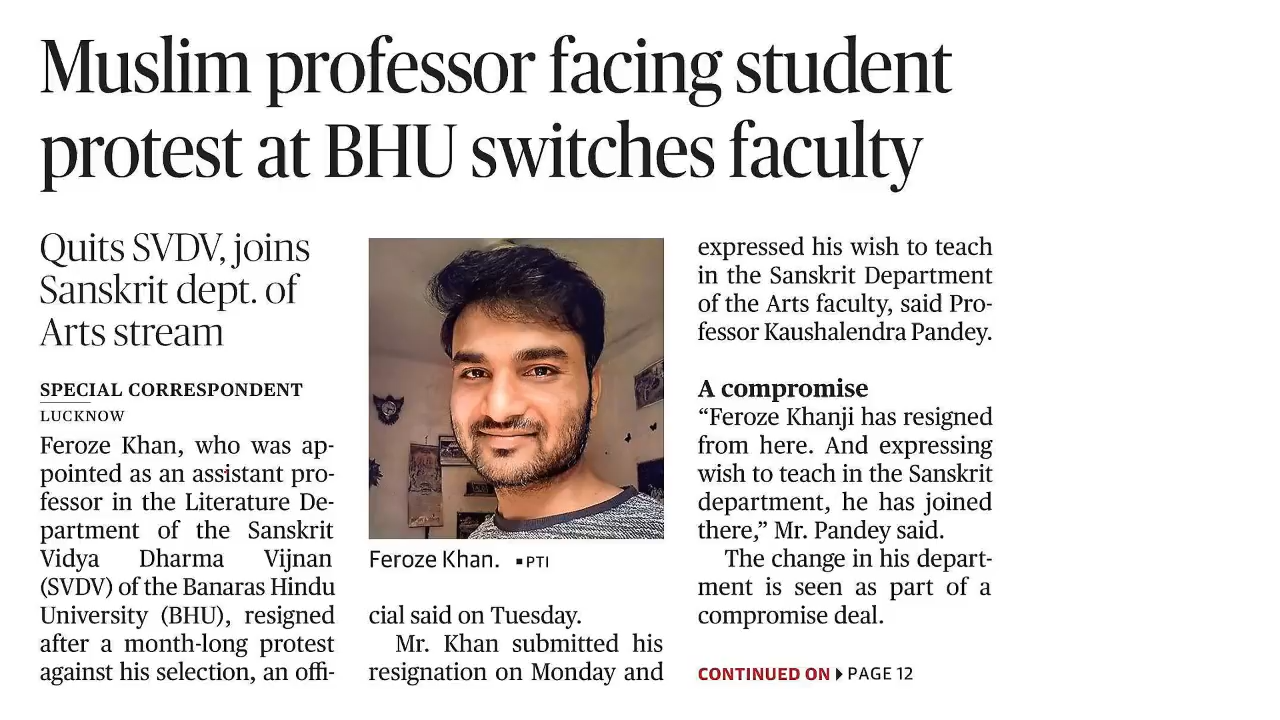 Muslim professor facing student
protest at BHU switches faculty
Quits SVDV, joins
Sanskrit dept. of
Arts stream
SPECIAL CORRESPONDENT
LUCKNOW
Feroze Khan, who was ap-
pointed as an assistant pro-
fessor in the Literature De-
partment of the Sanskrit
Vidya Dharma Vijnan
(SVDV) of the Banaras Hindu
University (BHU), resigned
after a month-long protest
against his selection, an offi-
Feroze Khan. ▪PTI
cial said on Tuesday.
Mr. Khan submitted his
resignation on Monday and
expressed his wish to teach
in the Sanskrit Department
of the Arts faculty, said Pro-
fessor Kaushalendra Pandey.
A compromise
“Feroze Khanji has resigned
from here. And expressing
wish to teach in the Sanskrit
department, he has joined
there,” Mr. Pandey said.
The change in his depart-
ment is seen as part of a
compromise deal.
CONTINUED ON ▶ PAGE 12